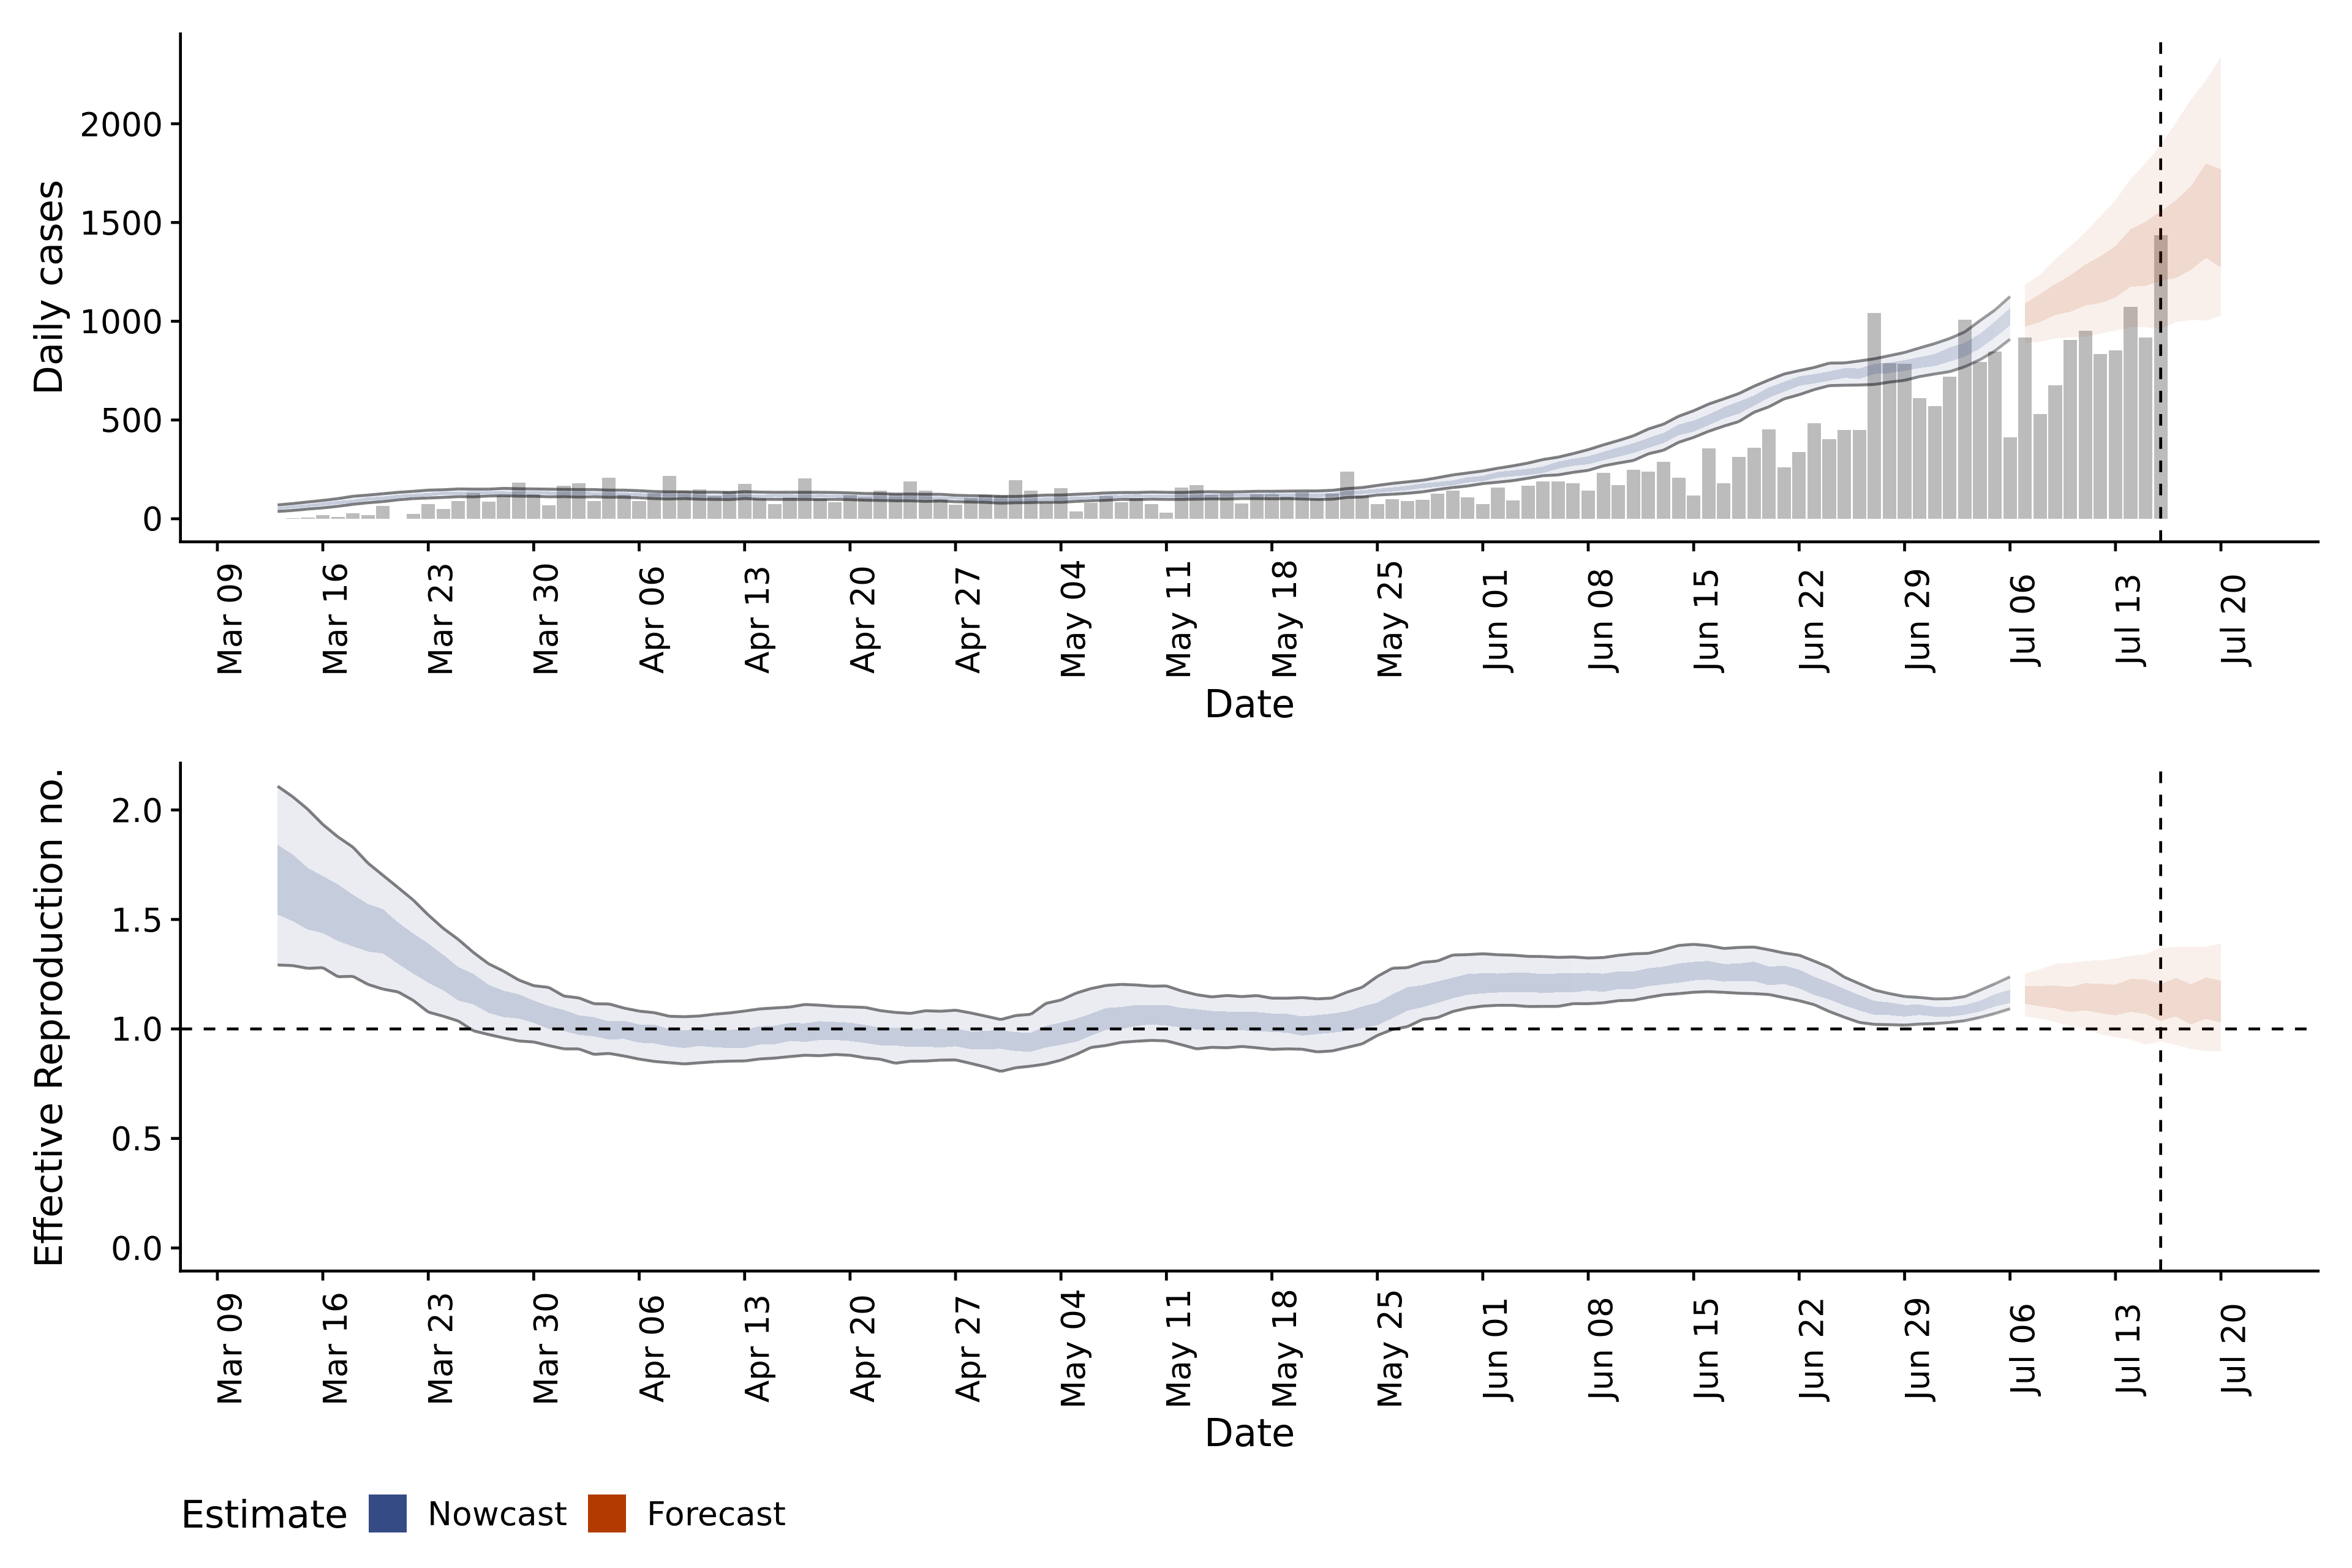 Daily cases
2000
1500
1000
500
0
Mar 09
Mar 16
Mar 23
Mar 30
Apr 06
Apr 13
Apr 20
Apr 27
May 04
May 11
May 18
May 25
Jun 01
Jun 08
Jun 15
Jun 22
Jun 29
Jul 06
Jul 13
Jul 20
Date
Effective Reproduction no.
2.0
1.5
1.0
0.5
0.0
Mar 09
Mar 16
Mar 23
Mar 30
Apr 06
Apr 13
Apr 20
Apr 27
May 04
May 11
May 18
May 25
Jun 01
Jun 08
Jun 15
Jun 22
Jun 29
Jul 06
Jul 13
Jul 20
Date
Estimate Nowcast Forecast